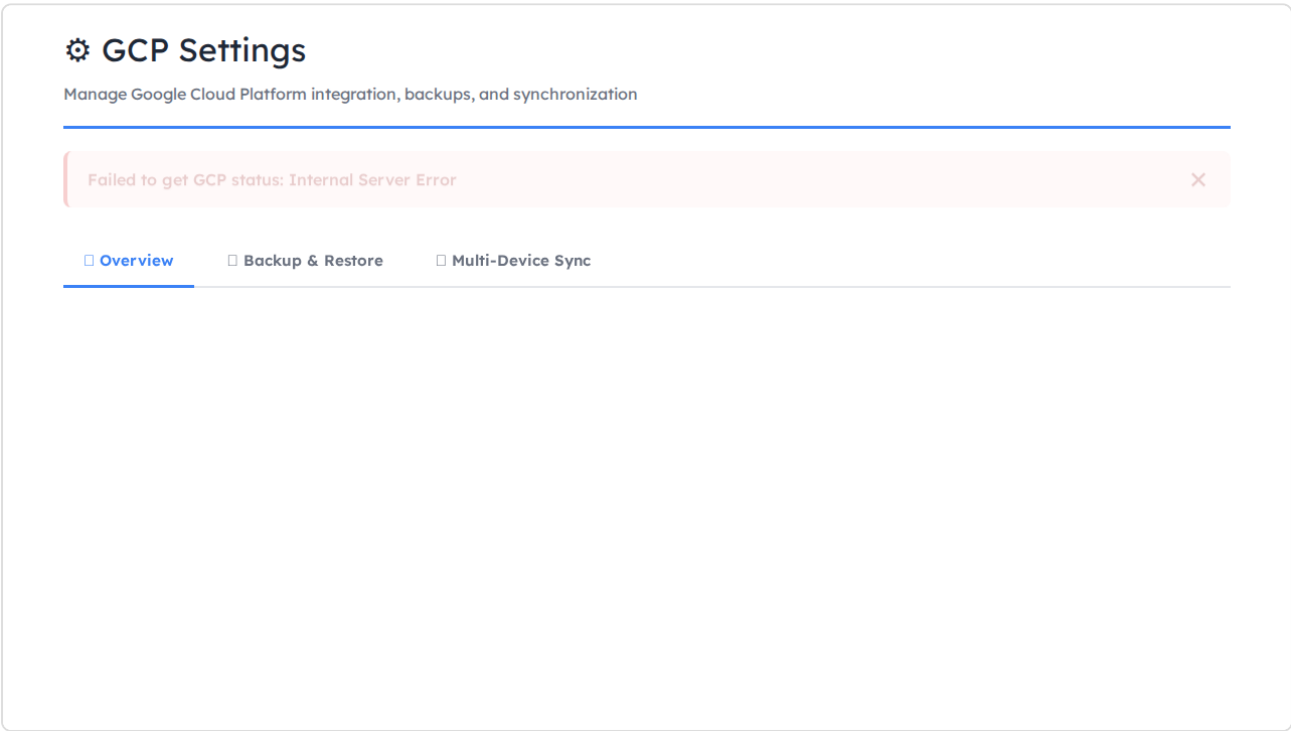 ⚙ GCP Settings
Manage Google Cloud Platform integration, backups, and synchronization
Failed to get GCP status: Internal Server Error ✕
Overview Backup & Restore Multi-Device Sync